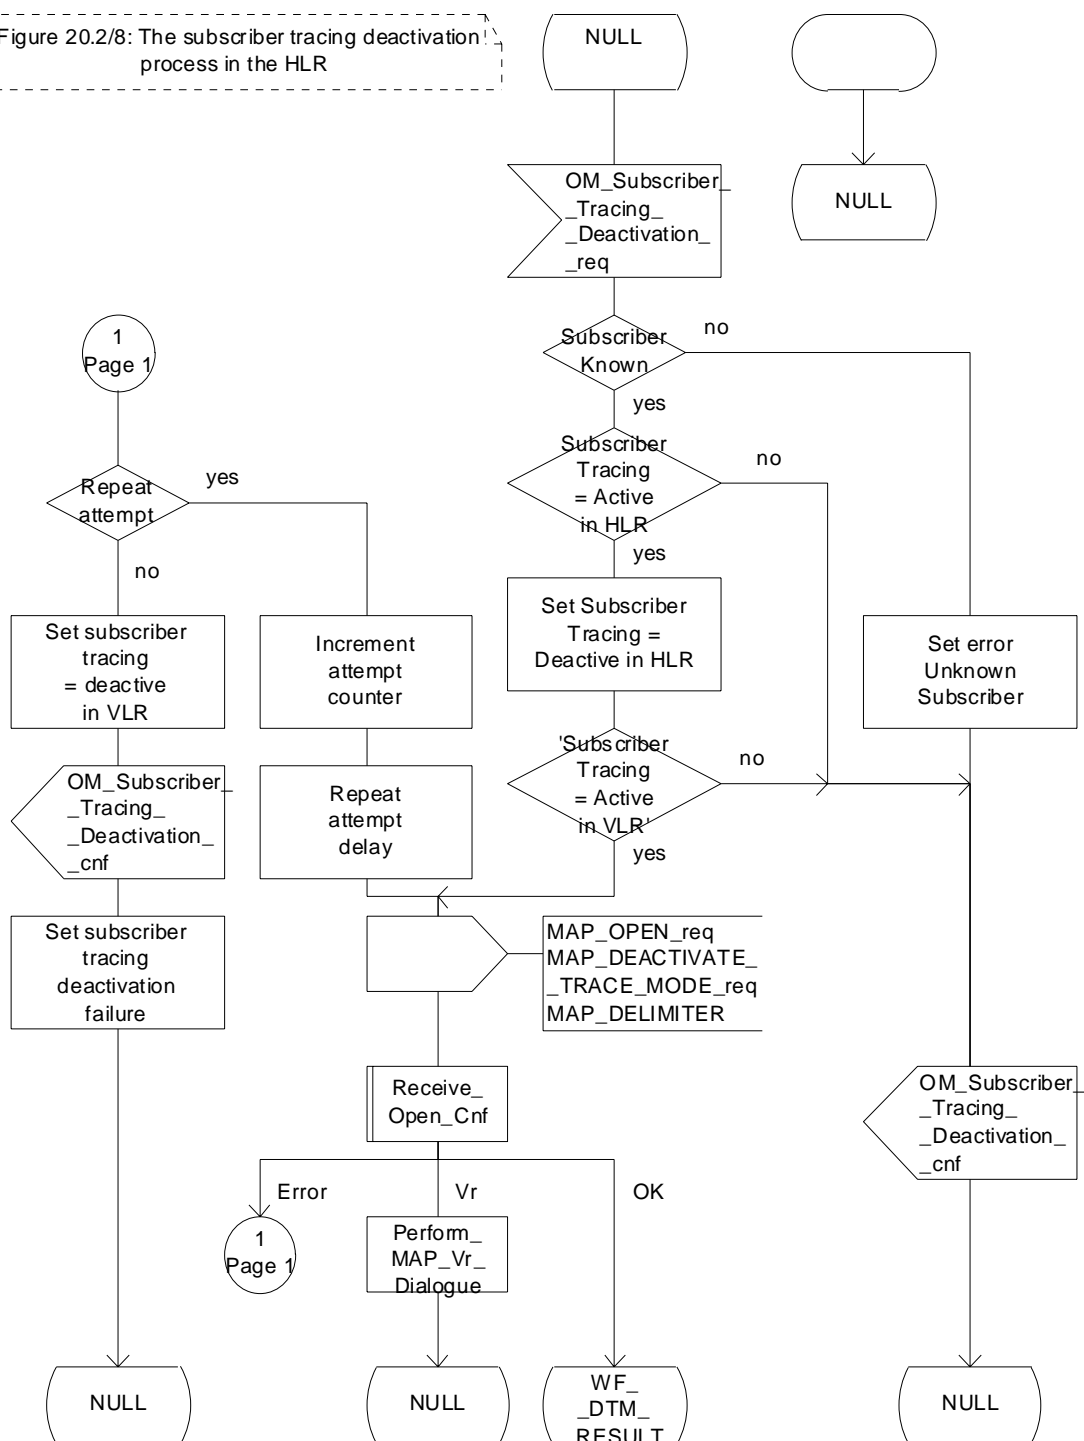 Figure 20.2/8: The subscriber tracing deactivation
process in the HLR
NULL
OM_Subscriber_
_Tracing_
_Deactivation_
_req
NULL
1
Page 1
Subscriber
Known
no
yes
Subscriber
Tracing
= Active
in HLR
no
yes
Repeat
attempt
yes
no
Set subscriber
tracing
= deactive
in VLR
Increment
attempt
counter
Set Subscriber
Tracing =
Deactive in HLR
Set error
Unknown
Subscriber
'Subscriber
Tracing
= Active
in VLR'
no
yes
OM_Subscriber_
_Tracing_
_Deactivation_
_cnf
Repeat
attempt
delay
Set subscriber
tracing
deactivation
failure
MAP_OPEN_req
MAP_DEACTIVATE_
_TRACE_MODE_req
MAP_DELIMITER
Receive_
Open_Cnf
OM_Subscriber_
_Tracing_
_Deactivation_
_cnf
Error
Vr
OK
1
Page 1
Perform_
MAP_Vr_
Dialogue
NULL
NULL
WF_
_DTM_
RESULT
NULL